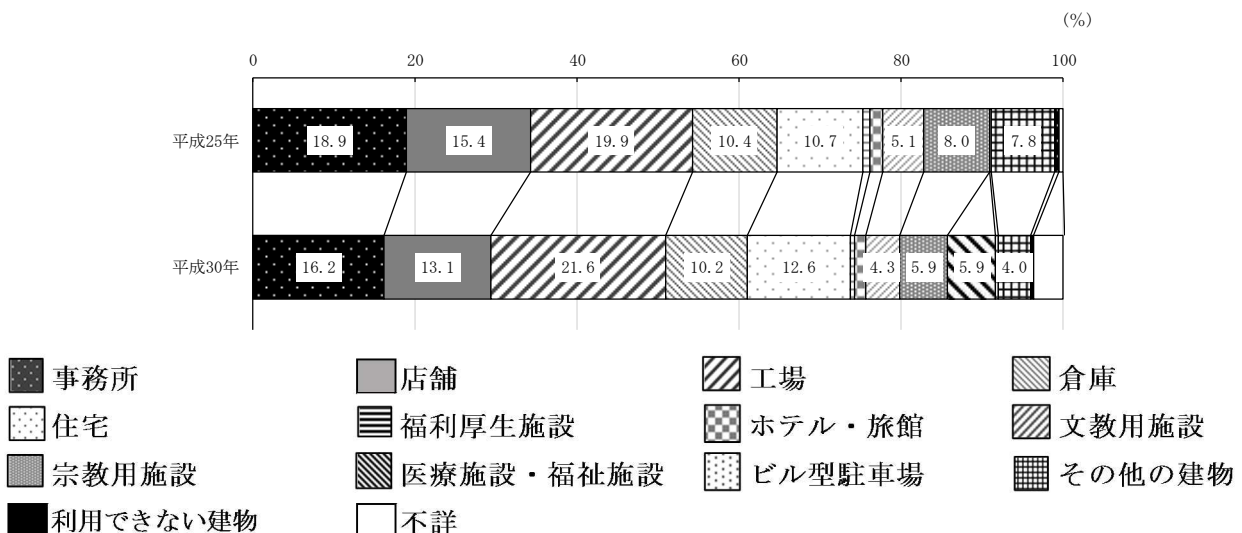 (%)
0 20 40 60 80 100
平成25年 18.9 15.4 19.9 10.4 10.7 5.1 8.0 7.8
平成30年 16.2 13.1 21.6 10.2 12.6 4.3 5.9 5.9 4.0
事務所 店舗 工場 倉庫
住宅 福利厚生施設 ホテル・旅館 文教用施設
宗教用施設 医療施設・福祉施設 ビル型駐車場 その他の建物
利用できない建物 不詳